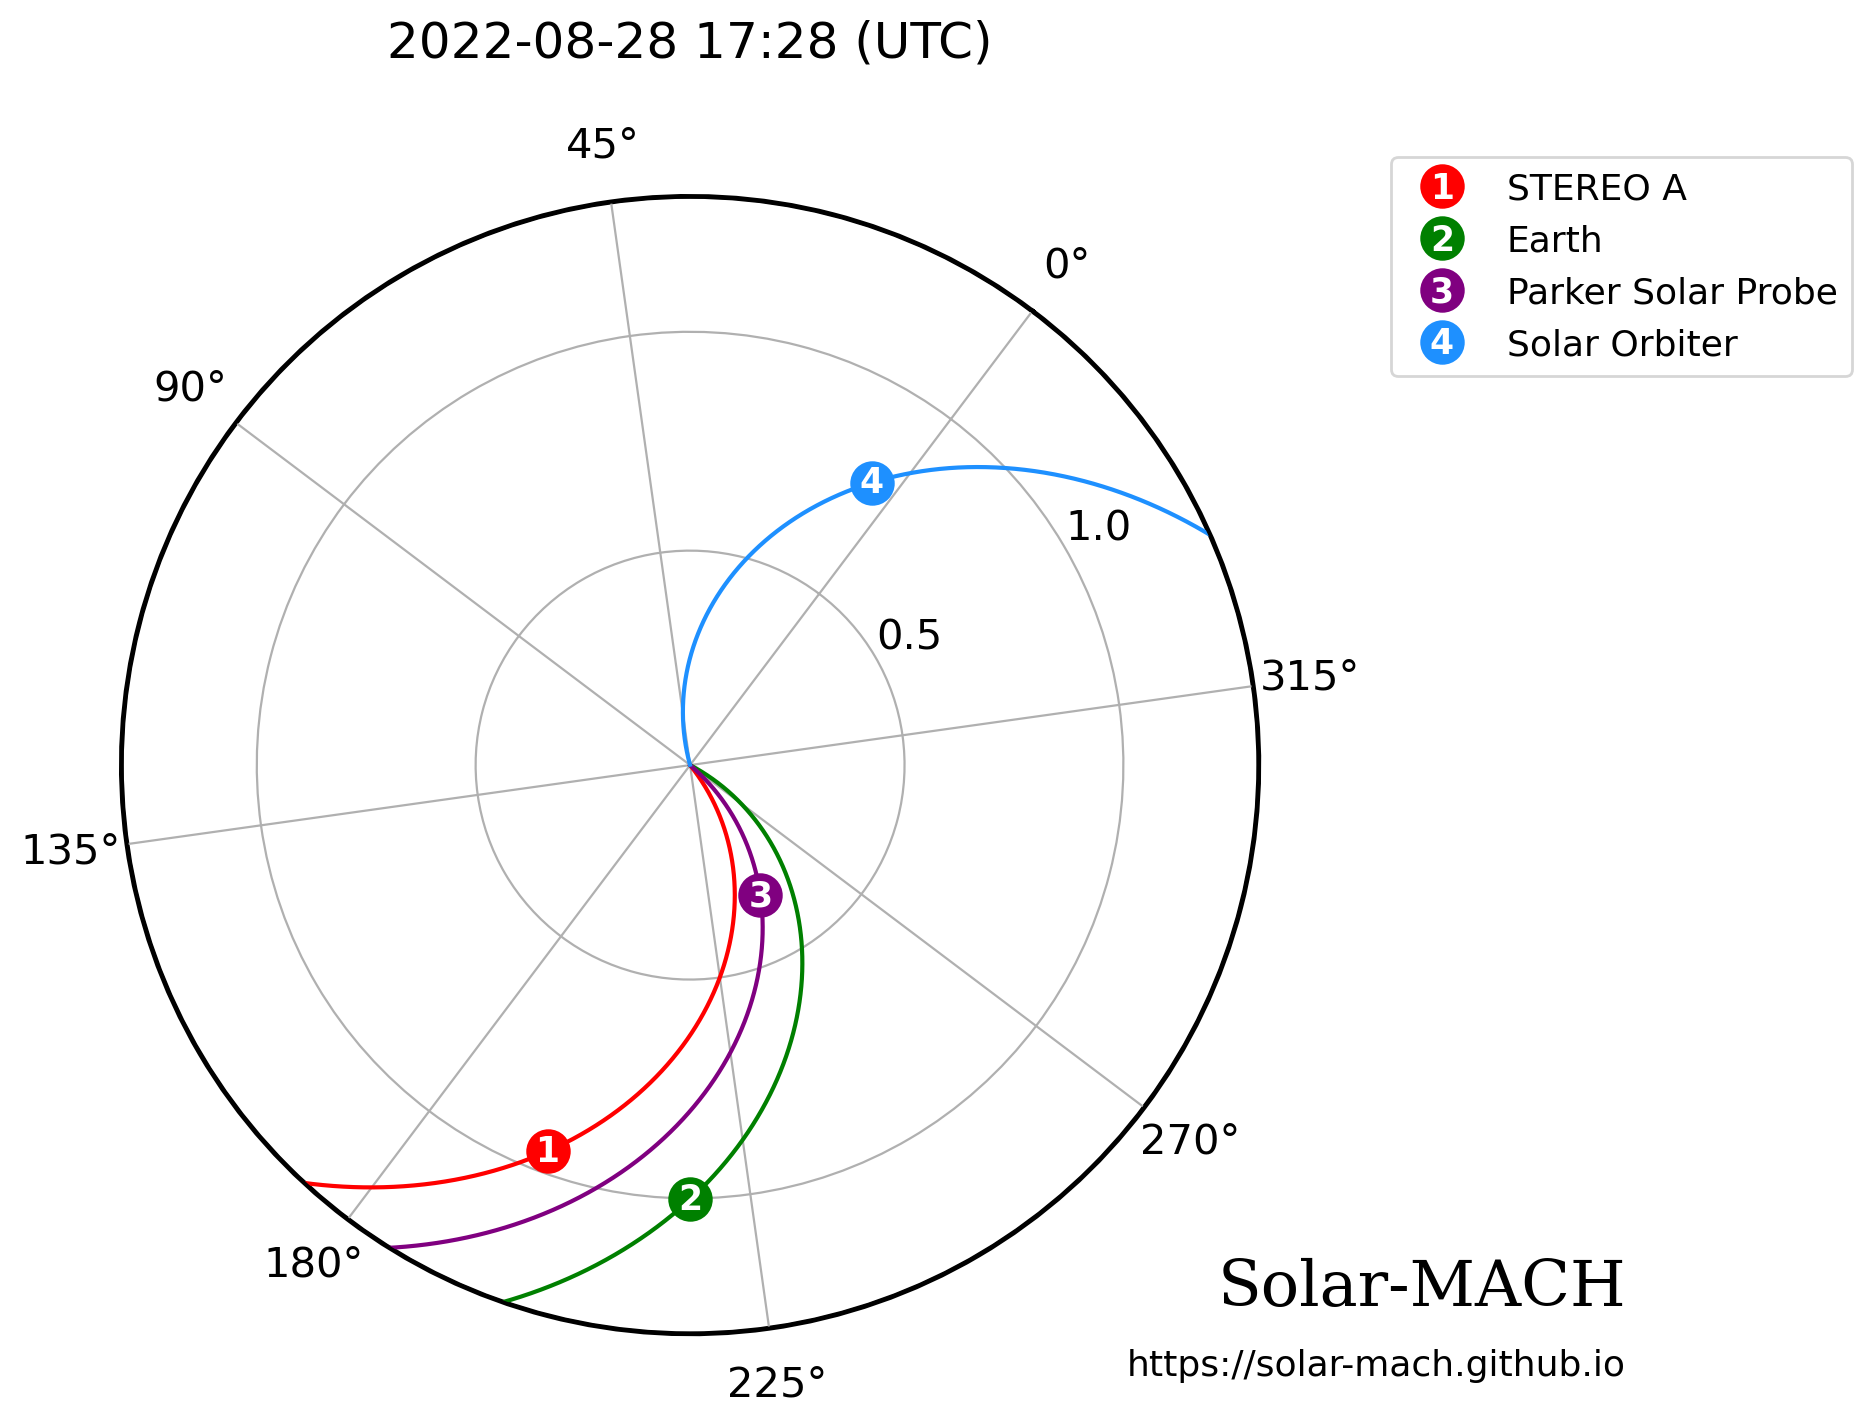 2022-08-28 17:28 (UTC)
45°
0°
90°
315°
135°
270°
180°
225°
1.0
0.5
1 STEREO A
2 Earth
3 Parker Solar Probe
4 Solar Orbiter
4
3
1
2
Solar-MACH
https://solar-mach.github.io